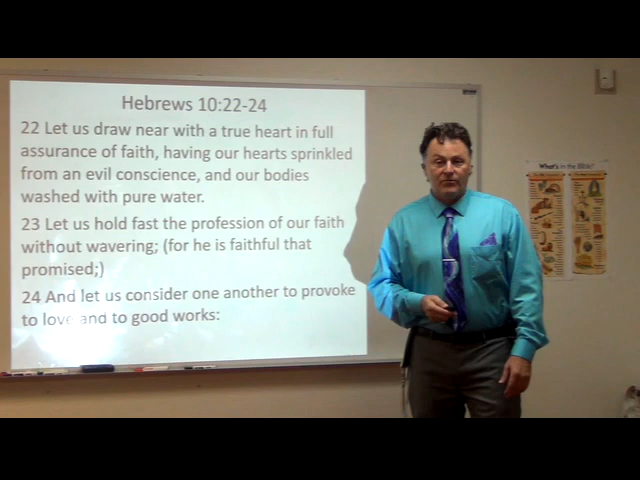 Hebrews 10:22-24
22 Let us draw near with a true heart in full
assurance of faith, having our hearts sprinkled
from an evil conscience, and our bodies
washed with pure water.
23 Let us hold fast the profession of our faith
without wavering; (for he is faithful that
promised;)
24 And let us consider one another to provoke
to love and to good works:
What's in the Bible?